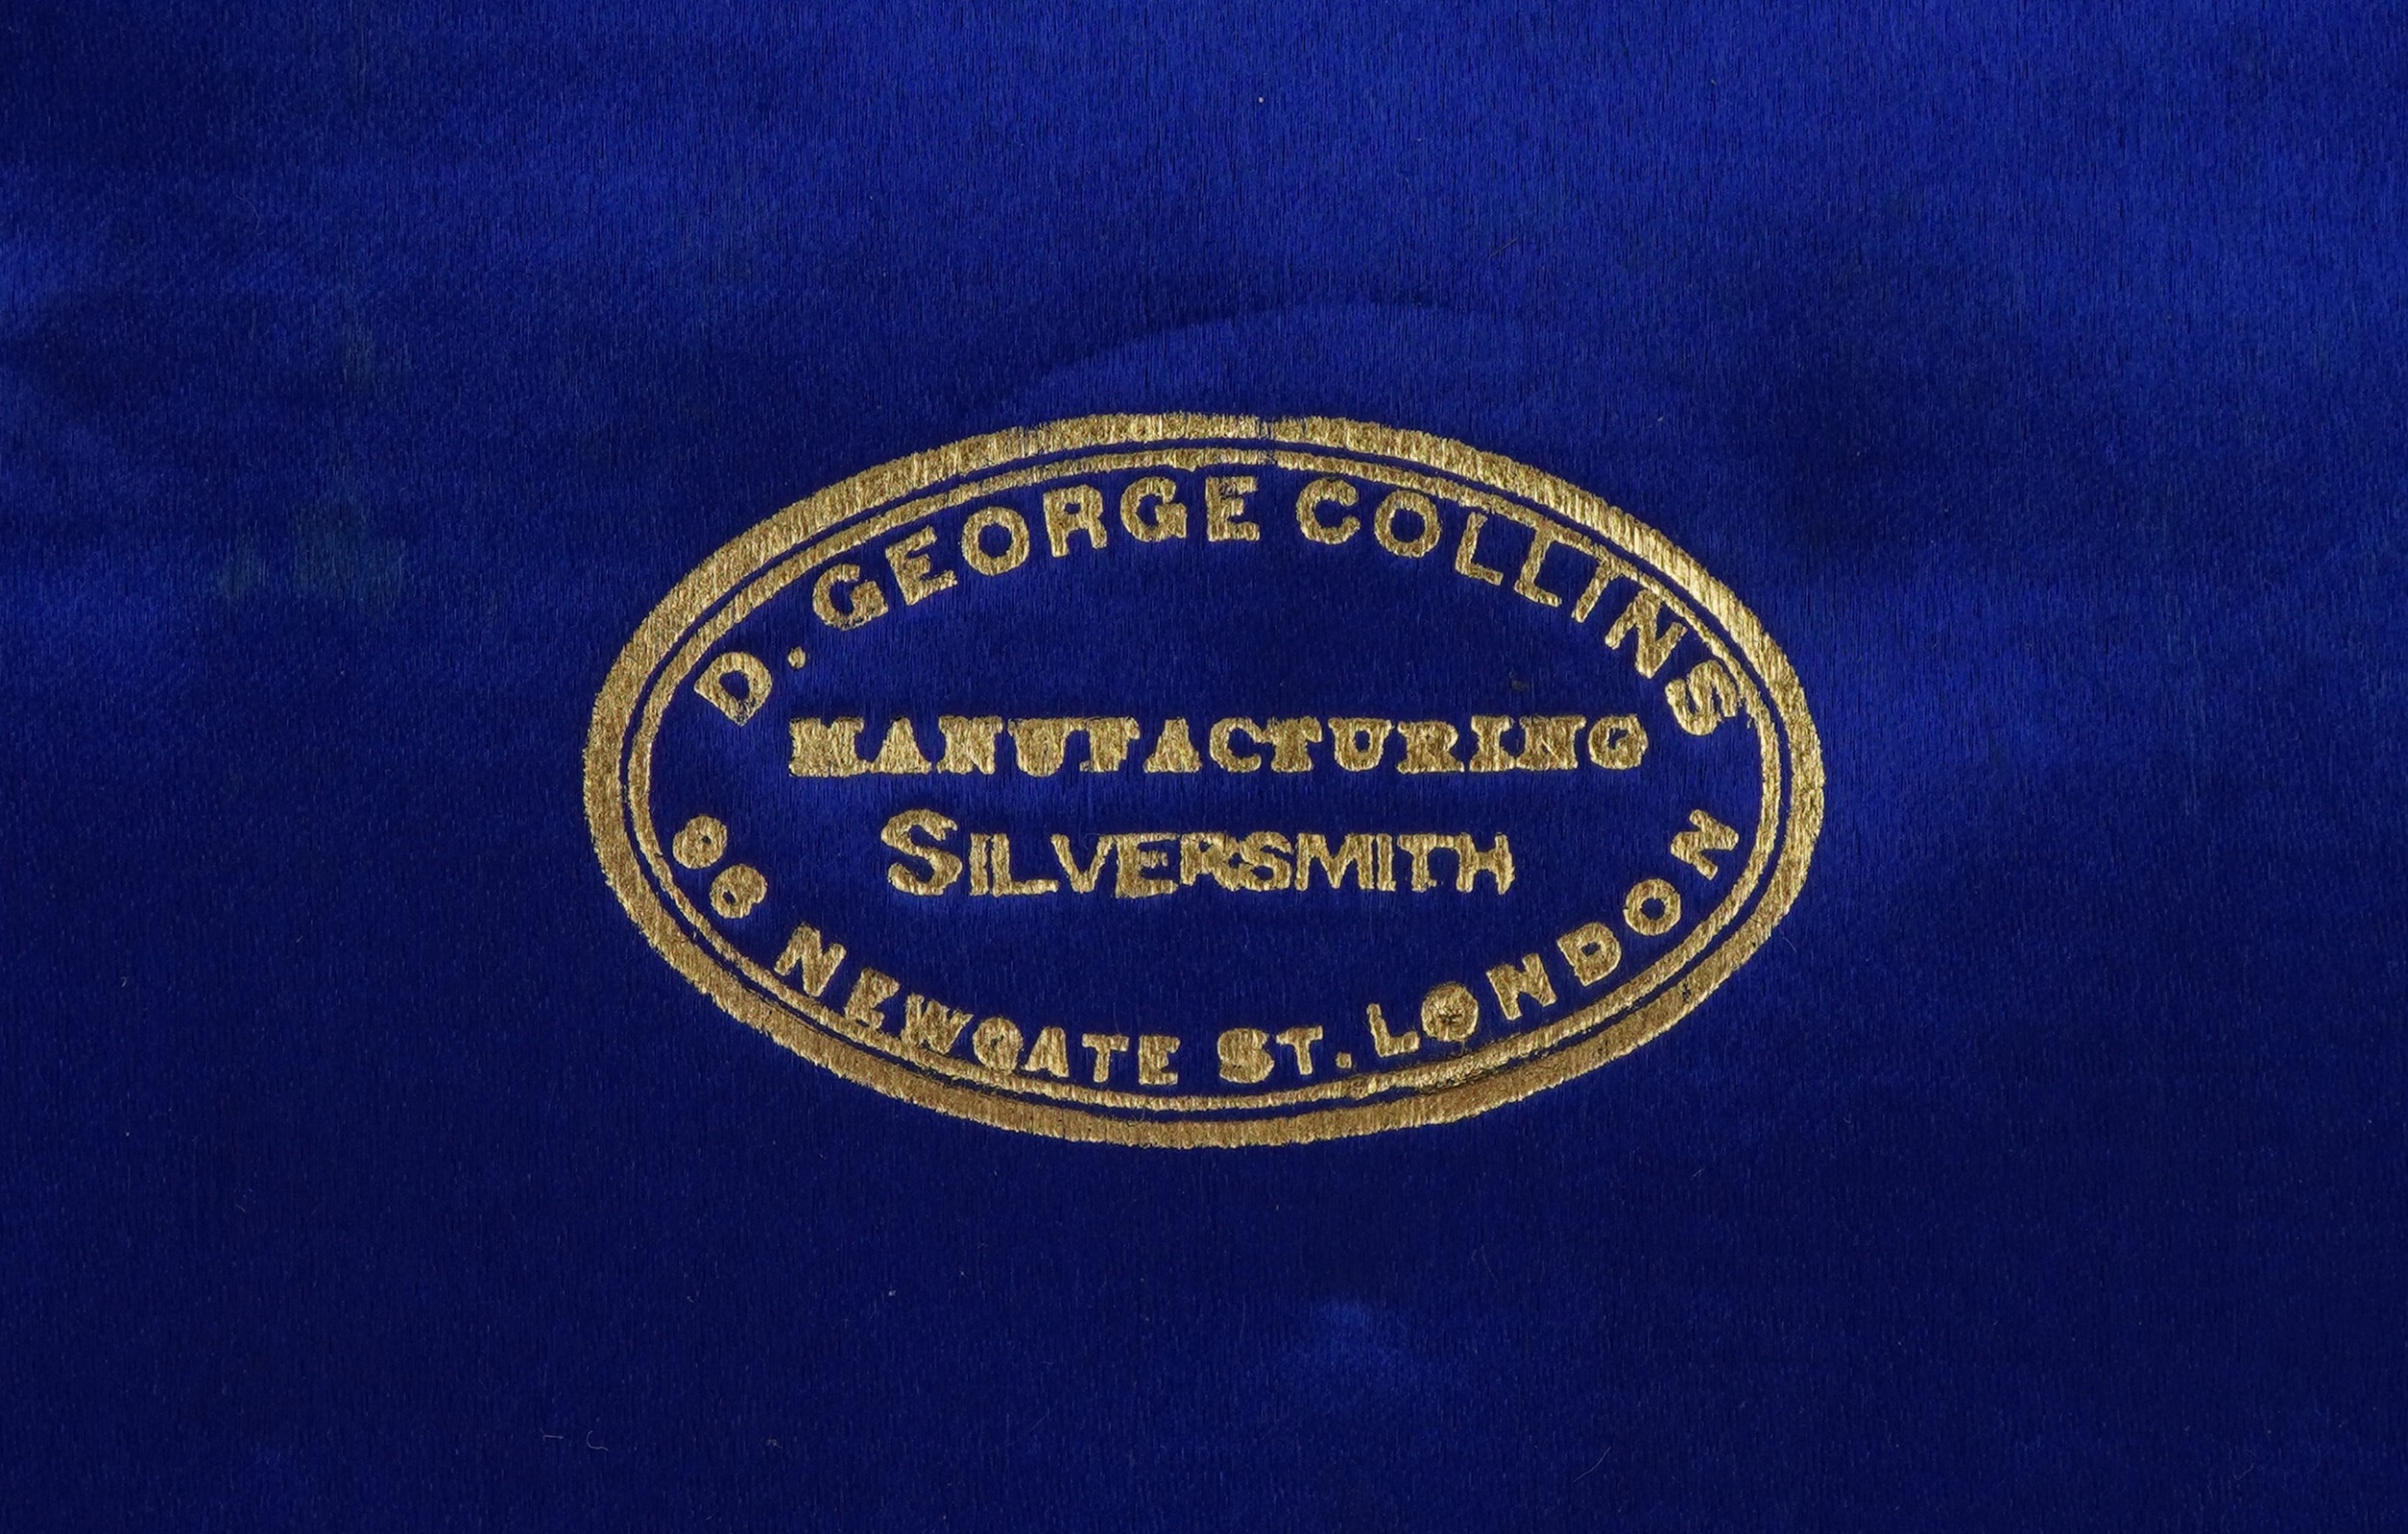 D. GEORGE COLLINS
MANUFACTURING
SILVERSMITH
NEWGATE ST. LONDON